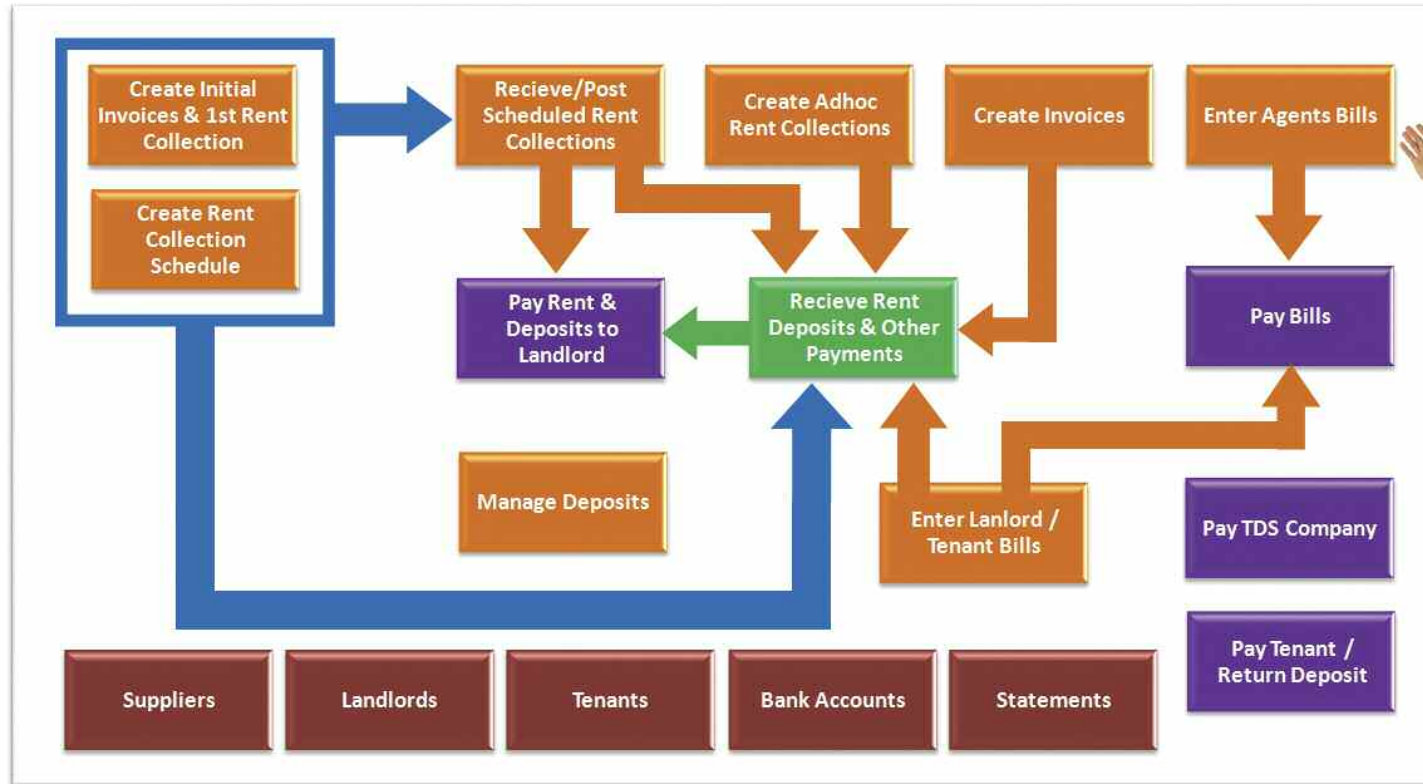 Create Initial
Invoices & 1st Rent
Collection
Create Rent
Collection
Schedule
Recieve/Post
Scheduled Rent
Collections
Create Adhoc
Rent Collections
Create Invoices
Enter Agents Bills
Pay Rent &
Deposits to
Landlord
Recieve Rent
Deposits & Other
Payments
Pay Bills
Manage Deposits
Enter Lanlord /
Tenant Bills
Pay TDS Company
Pay Tenant /
Return Deposit
Suppliers
Landlords
Tenants
Bank Accounts
Statements